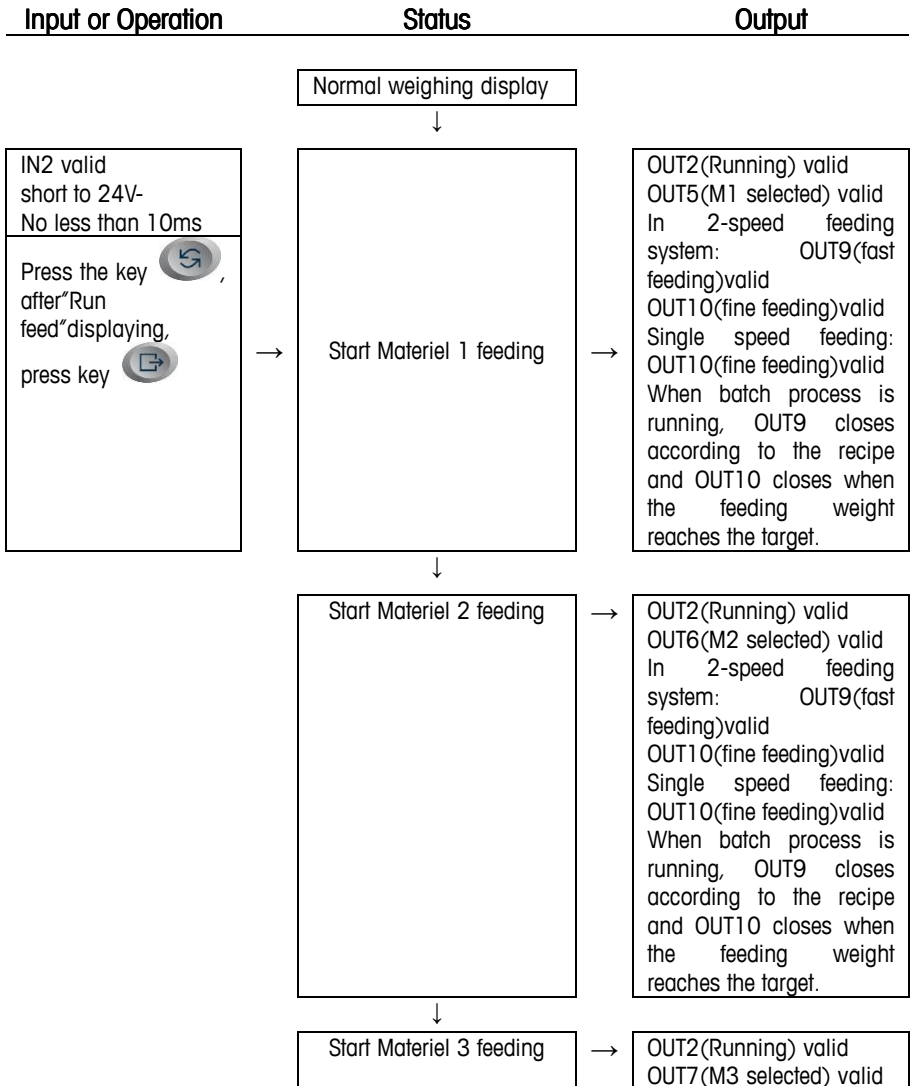 Input or Operation Status Output
Normal weighing display
↓
IN2 valid
short to 24V-
No less than 10ms
Press the key ,
after"Run
feed"displaying,
press key
→
Start Materiel 1 feeding
→
OUT2(Running) valid
OUT5(M1 selected) valid
In 2-speed feeding
system: OUT9(fast
feeding)valid
OUT10(fine feeding)valid
Single speed feeding:
OUT10(fine feeding)valid
When batch process is
running, OUT9 closes
according to the recipe
and OUT10 closes when
the feeding weight
reaches the target.
↓
Start Materiel 2 feeding
→
OUT2(Running) valid
OUT6(M2 selected) valid
In 2-speed feeding
system: OUT9(fast
feeding)valid
OUT10(fine feeding)valid
Single speed feeding:
OUT10(fine feeding)valid
When batch process is
running, OUT9 closes
according to the recipe
and OUT10 closes when
the feeding weight
reaches the target.
↓
Start Materiel 3 feeding
→
OUT2(Running) valid
OUT7(M3 selected) valid